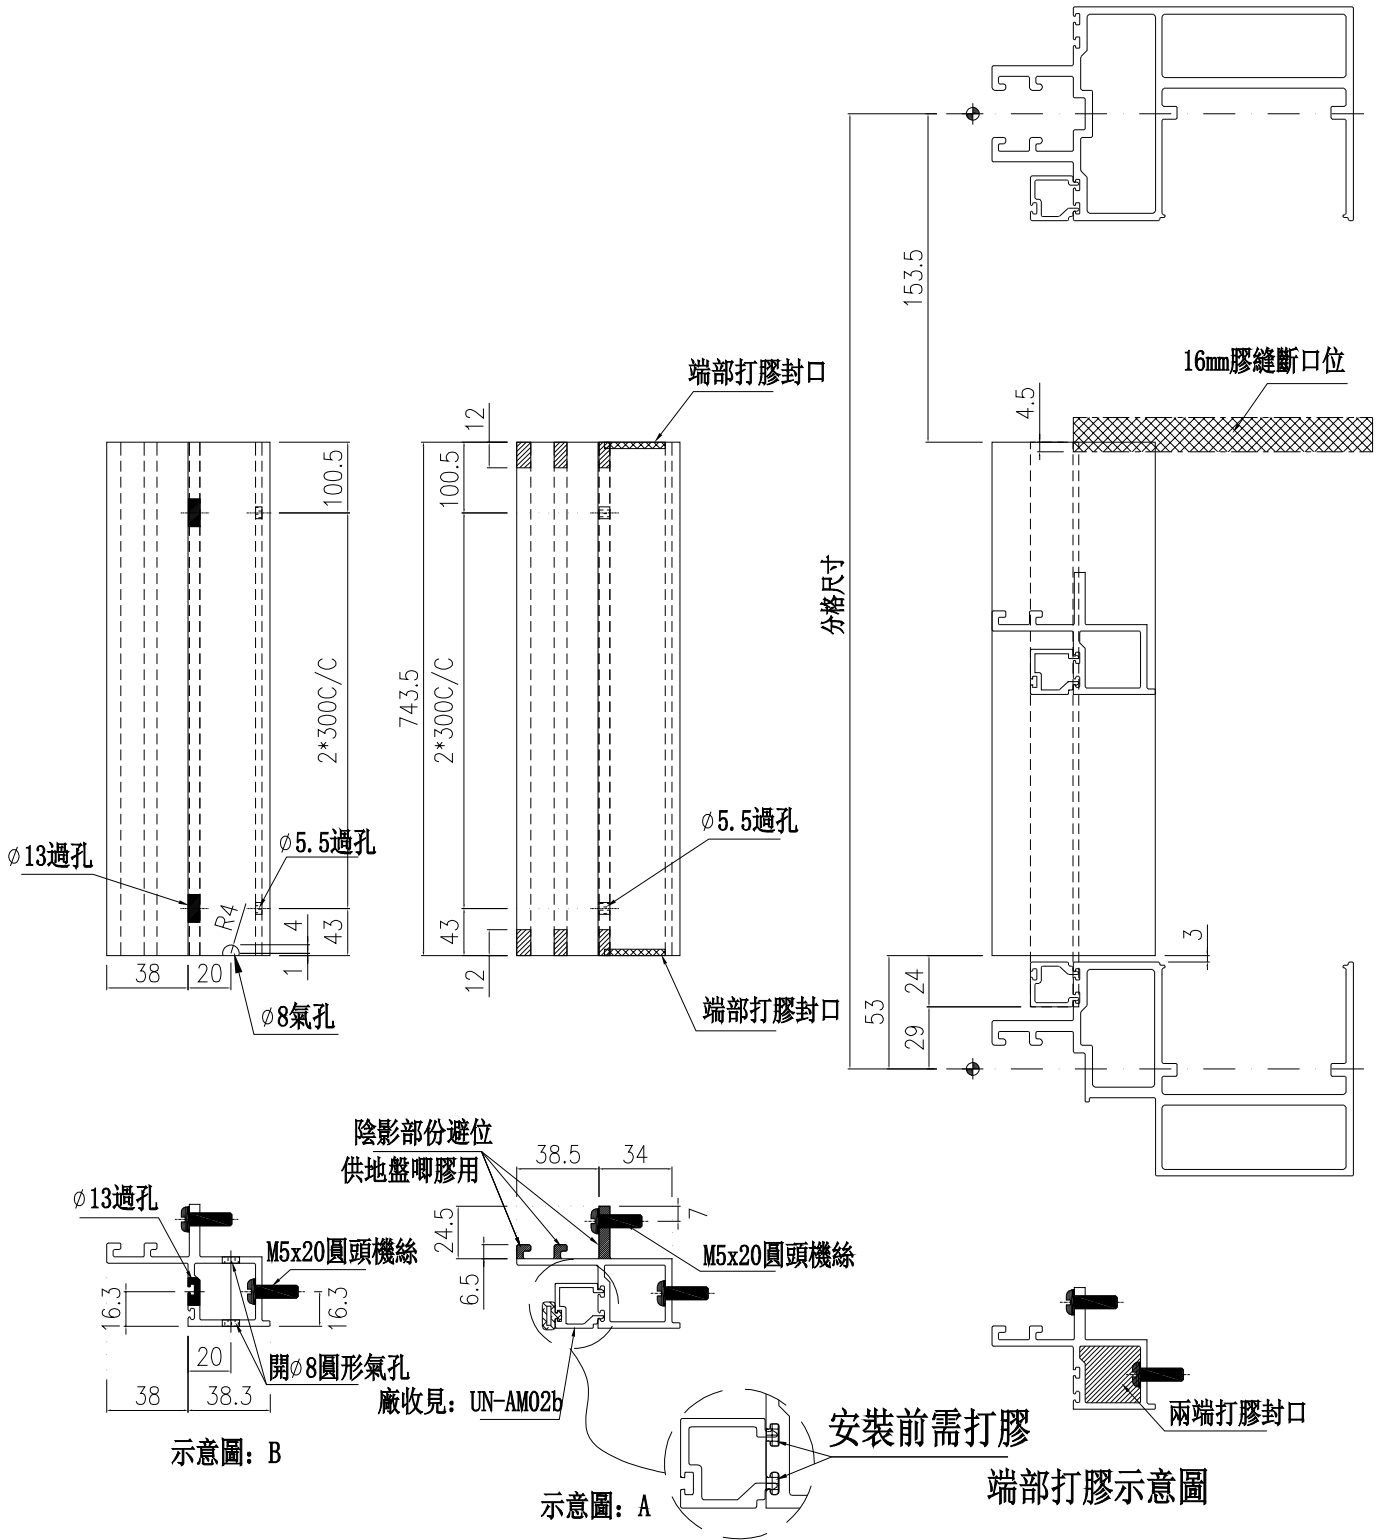 153.5
16mm膠縫斷口位
端部打膠封口
4.5
12
100.5
100.5
分格尺寸
2*300C/C
743.5
2*300C/C
∅5.5過孔
∅5.5過孔
∅13過孔
R4
4
43
43
3
1
38
20
12
24
53
29
∅8氣孔
端部打膠封口
陰影部份避位
供地盤唧膠用
38.5
34
∅13過孔
24.5
7
M5x20圓頭機絲
M5x20圓頭機絲
6.5
16.3
16.3
20
開∅8圓形氣孔
38
38.3
廠收見：UN-AM02b
安裝前需打膠
兩端打膠封口
示意圖：B
示意圖：A
端部打膠示意圖